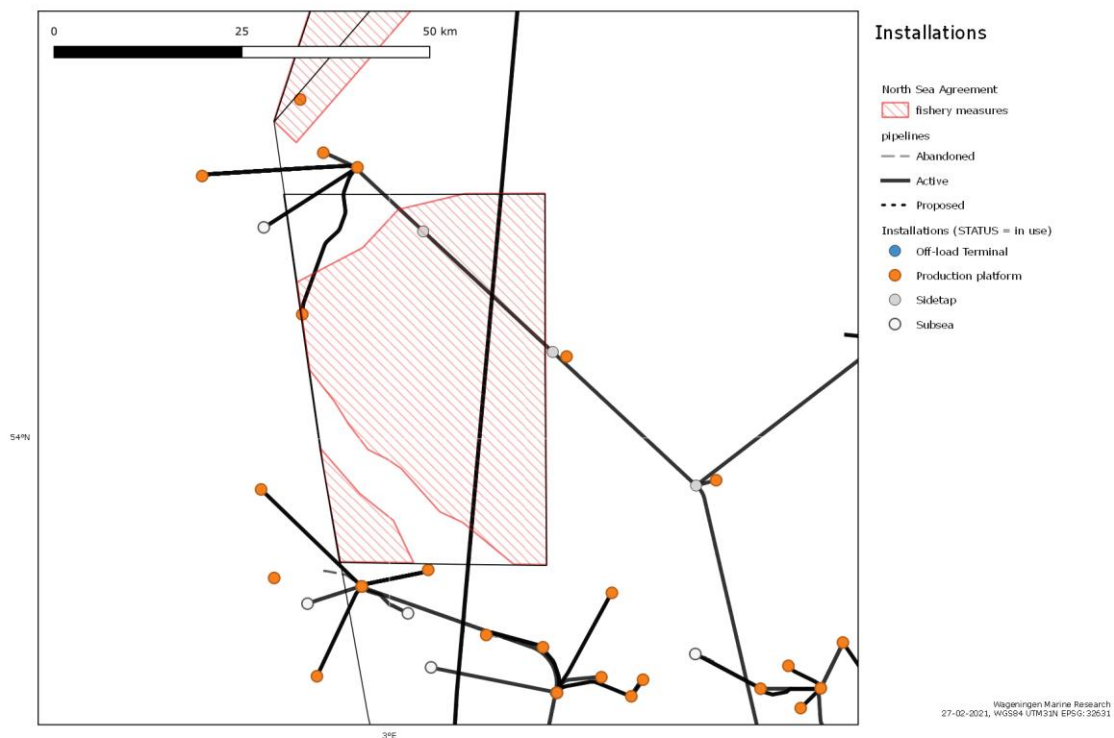 0 25 50 km
Installations
North Sea Agreement
fishery measures
pipelines
Abandoned
Active
Proposed
Installations (STATUS = in use)
Off-load Terminal
Production platform
Sidetap
Subsea
54°N
3°E
Wageningen Marine Research
27-02-2021, WGS84 UTM31N EPSG:32631